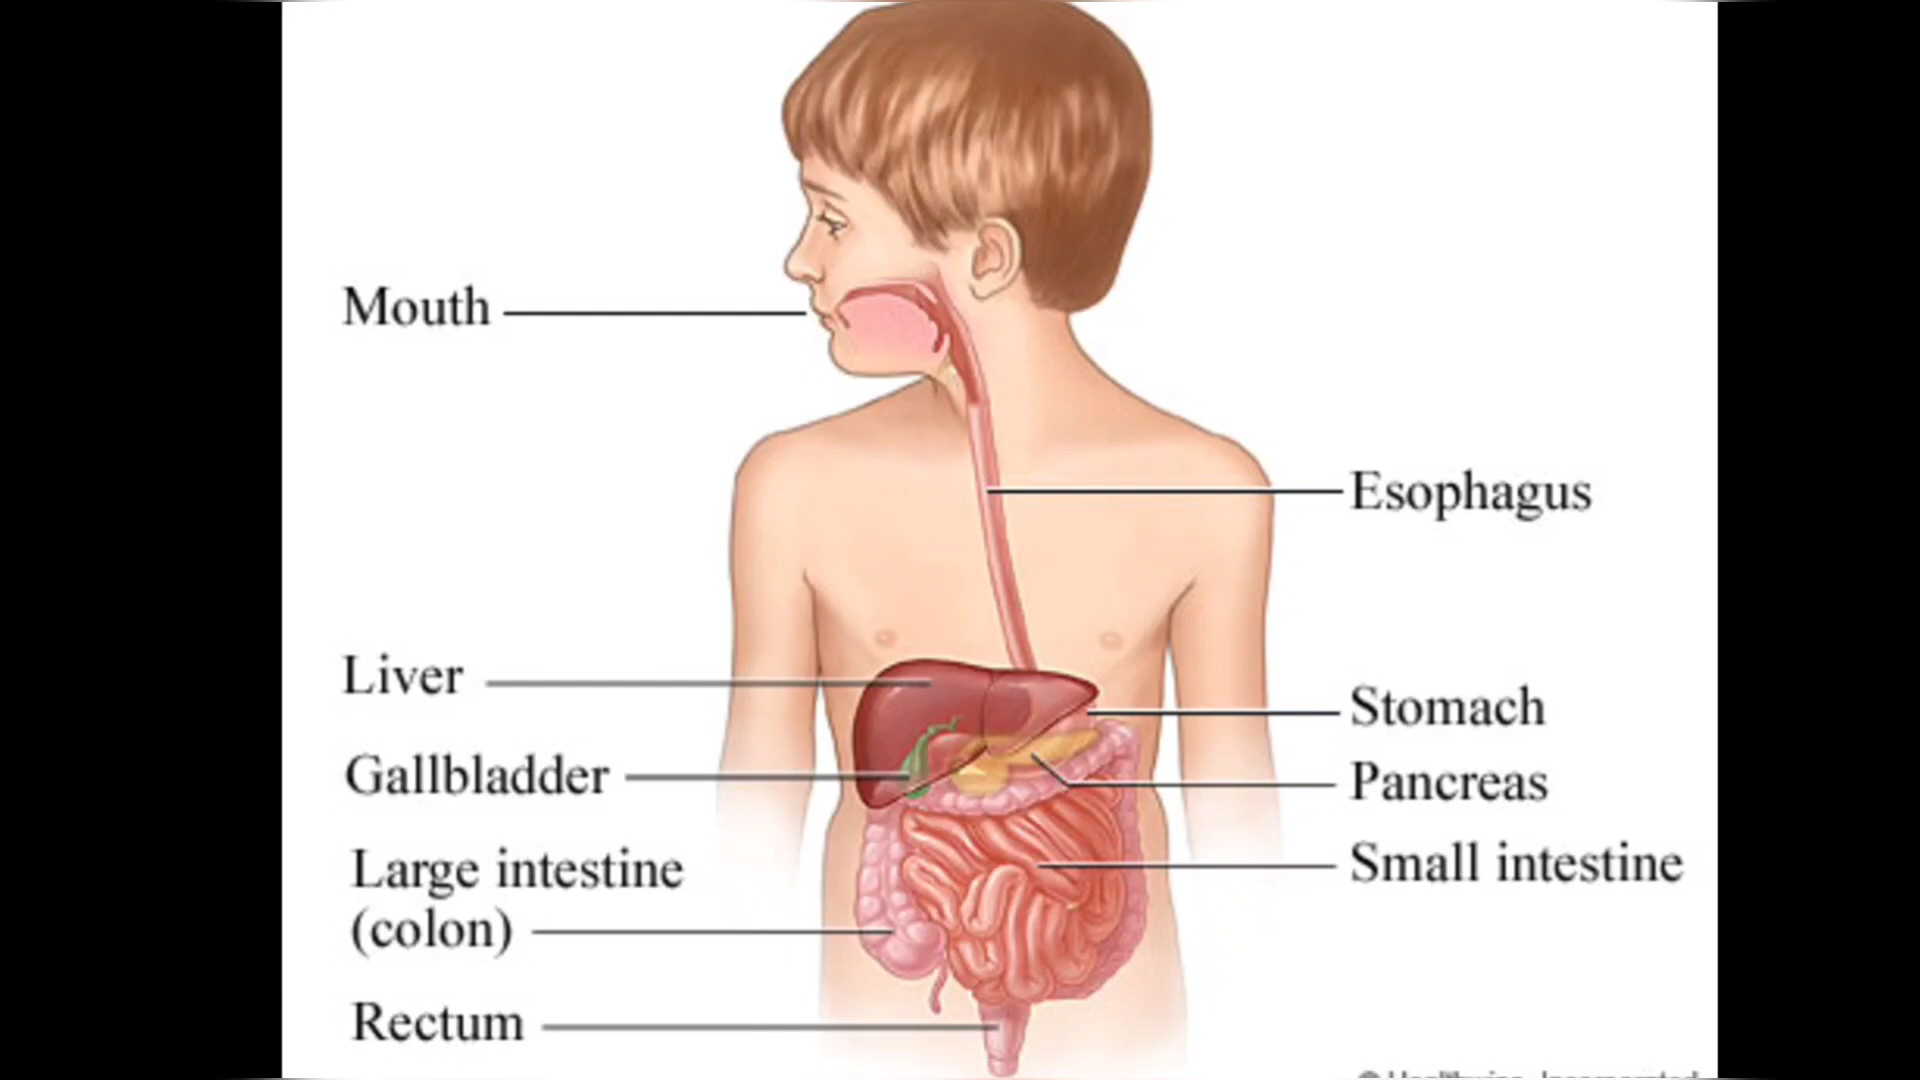 Mouth
Esophagus
Liver
Stomach
Gallbladder
Pancreas
Large intestine
(colon)
Small intestine
Rectum